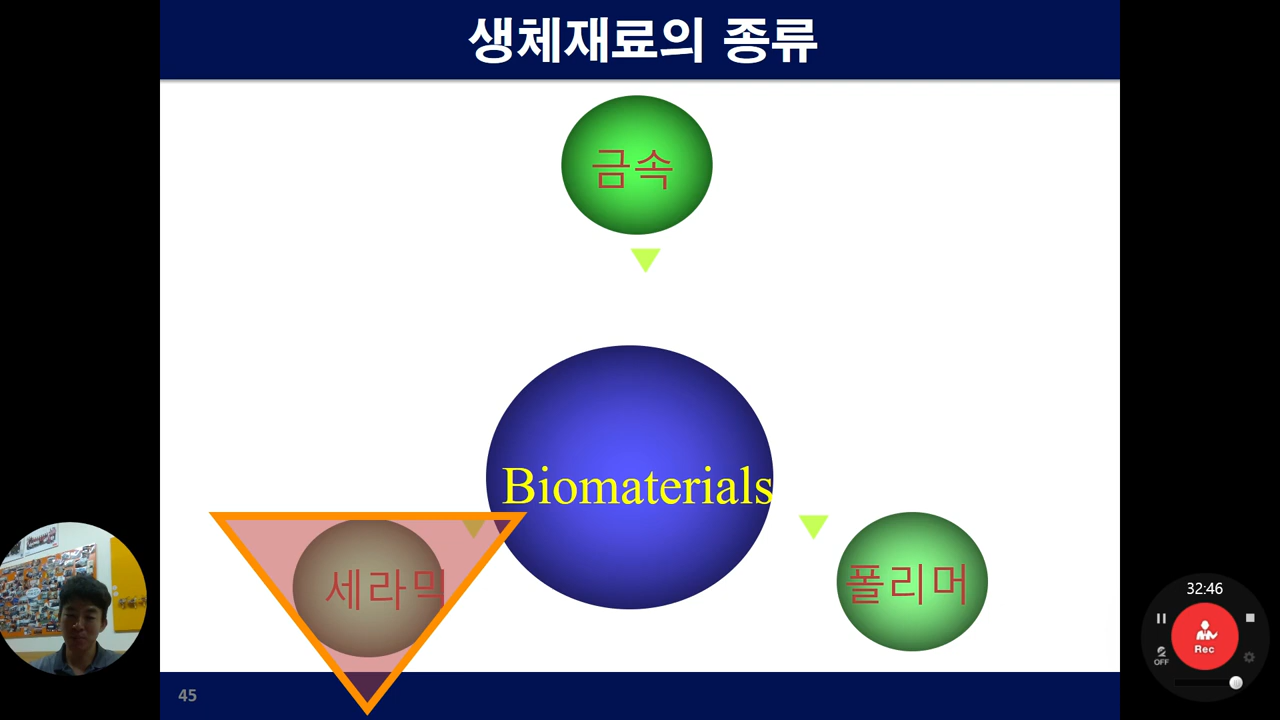 생체재료의 종류
금속
Biomaterials
세라믹
폴리머
45
32:46
Rec
OFF